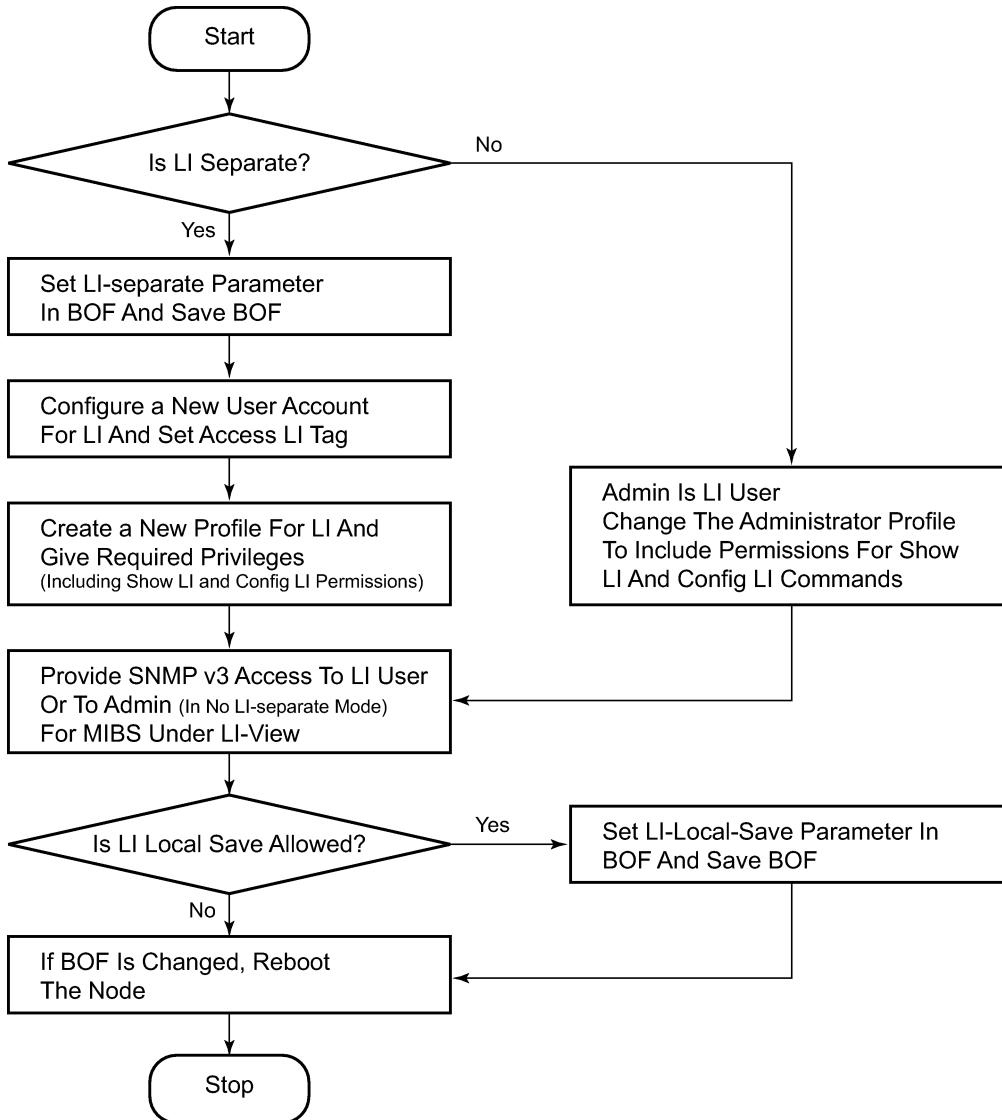 Start
Is LI Separate?
No
Yes
Set LI-separate Parameter
In BOF And Save BOF
Configure a New User Account
For LI And Set Access LI Tag
Create a New Profile For LI And
Give Required Privileges
(Including Show LI and Config LI Permissions)
Admin Is LI User
Change The Administrator Profile
To Include Permissions For Show
LI And Config LI Commands
Provide SNMP v3 Access To LI User
Or To Admin (In No LI-separate Mode)
For MIBS Under LI-View
Is LI Local Save Allowed?
Yes
Set LI-Local-Save Parameter In
BOF And Save BOF
No
If BOF Is Changed, Reboot
The Node
Stop